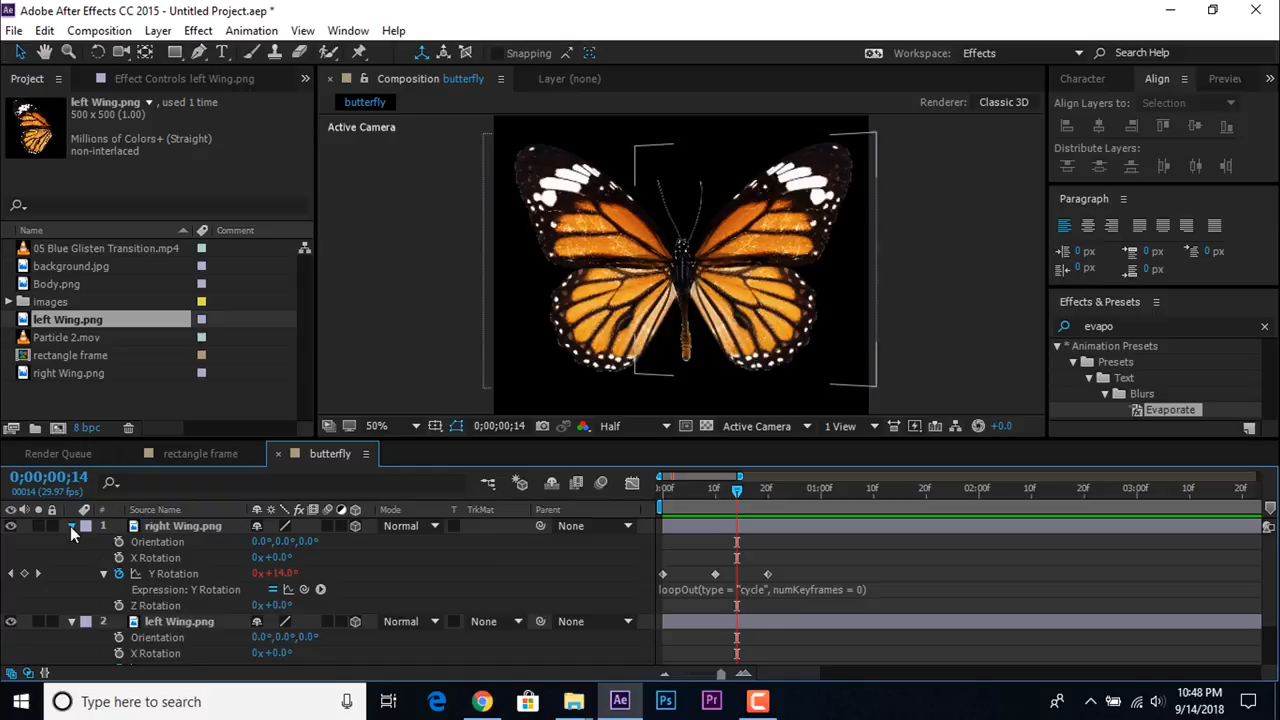 Adobe After Effects CC 2015 - Untitled Project.aep *
File Edit Composition Layer Effect Animation View Window Help
Snapping Workspace: Effects Search Help
Project Effect Controls left Wing.png Composition butterfly Layer (none) Character Align Previev
left Wing.png , used 1 time
500 x 500 (1.00)
Millions of Colors+ (Straight)
non-interlaced
butterfly Renderer: Classic 3D
Active Camera
Align Layers to: Selection
Distribute Layers:
Paragraph
0 px 0 px 0 px
0 px 0 px
Effects & Presets
evapo
* Animation Presets
Presets
Text
Blurs
Evaporate
Name Comment
05 Blue Glisten Transition.mp4
background.jpg
Body.png
images
left Wing.png
Particle 2.mov
rectangle frame
right Wing.png
8 bpc
50% 0;00;00;14 Half Active Camera 1 View +0.0
Render Queue rectangle frame butterfly
0;00;00;14
00014 (29.97 fps)
:00F 10F 20F 01:00F 10F 20F 02:00F 10F 20F
# Source Name Mode T TrkMat Parent
1 right Wing.png Normal None
Orientation 0.0°,0.0°,0.0°
X Rotation 0x+0.0°
Y Rotation 0x+14.0°
Expression: Y Rotation loopOut(type = "cycle", numKeyframes = 0)
Z Rotation 0x+0.0°
2 left Wing.png Normal None None
Orientation 0.0°,0.0°,0.0°
X Rotation 0x+0.0°
Type here to search
10:48 PM
9/14/2018